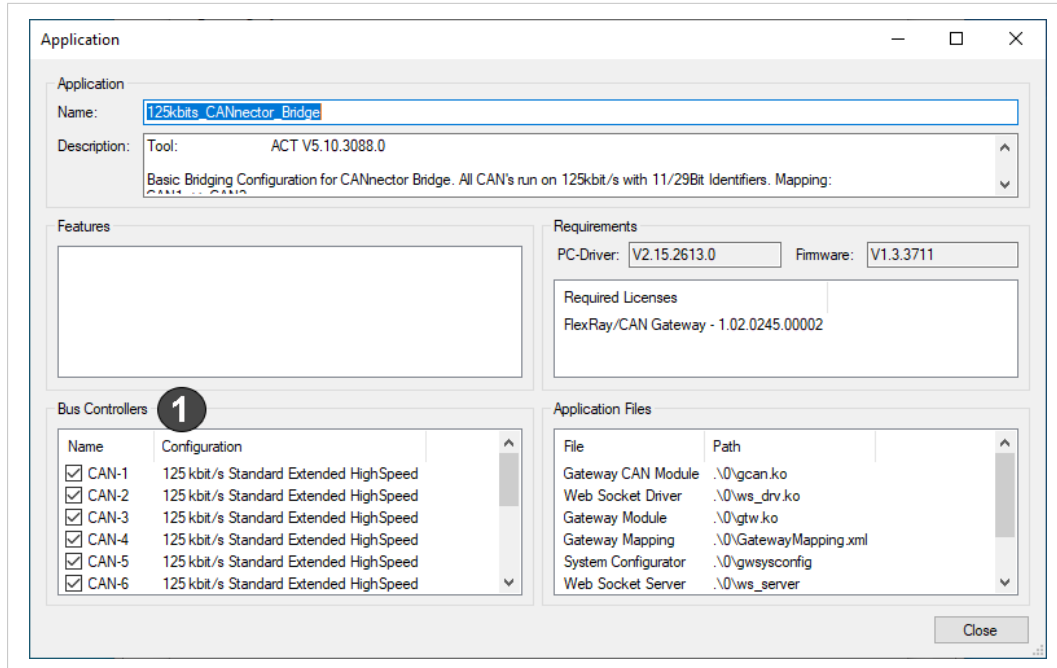 Application
Application
Name: 125kbits_CANnector_Bridge
Description: Tool: ACT V5.10.3088.0
Basic Bridging Configuration for CANnector Bridge. All CAN's run on 125kbit/s with 11/29Bit Identifiers. Mapping:
Features
Requirements
PC-Driver: V2.15.2613.0 Firmware: V1.3.3711
Required Licenses
FlexRay/CAN Gateway - 1.02.0245.00002
Bus Controllers 1
Name Configuration
CAN-1 125 kbit/s Standard Extended HighSpeed
CAN-2 125 kbit/s Standard Extended HighSpeed
CAN-3 125 kbit/s Standard Extended HighSpeed
CAN-4 125 kbit/s Standard Extended HighSpeed
CAN-5 125 kbit/s Standard Extended HighSpeed
CAN-6 125 kbit/s Standard Extended HighSpeed
Application Files
File Path
Gateway CAN Module .\0\gcan.ko
Web Socket Driver .\0\ws_drv.ko
Gateway Module .\0\gtw.ko
Gateway Mapping .\0\GatewayMapping.xml
System Configurator .\0\gwsysconfig
Web Socket Server .\0\ws_server
Close